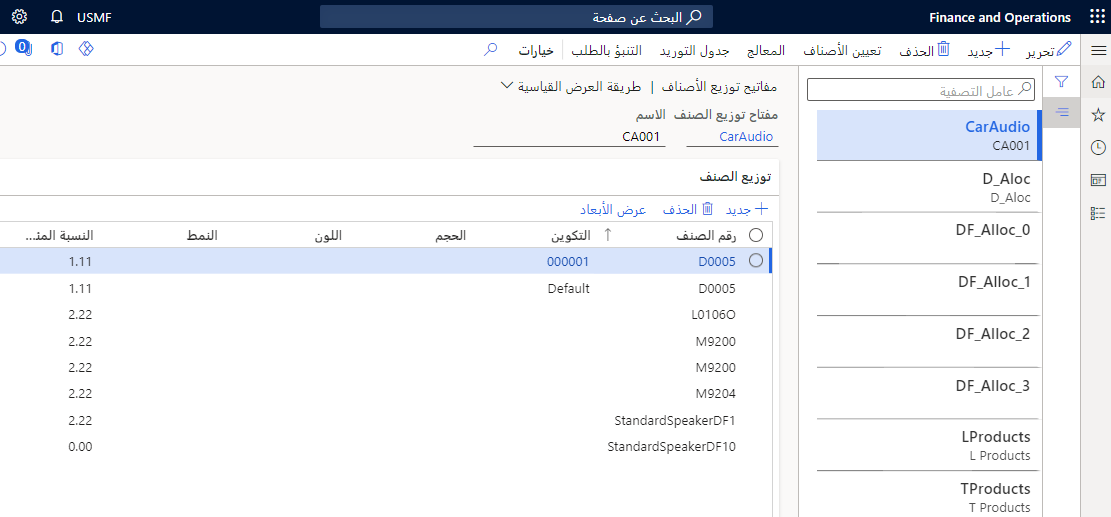 Finance and Operations
البحث عن صفحة
USMF
تحرير
جديد
الحذف
تعيين الأصناف
المعالج
جدول التوريد
التنبؤ بالطلب
خيارات
0
عامل التصفية
CarAudio
CA001
D_Aloc
D_Aloc
DF_Alloc_0
DF_Alloc_1
DF_Alloc_2
DF_Alloc_3
LProducts
L Products
TProducts
T Products
مفاتيح توزيع الأصناف | طريقة العرض القياسية
مفتاح توزيع الصنف الاسم
CarAudio CA001
توزيع الصنف
جديد الحذف عرض الأبعاد
رقم الصنف التكوين الحجم اللون النمط النسبة المئـ...
D0005 000001 1.11
D0005 Default 1.11
L0106O 2.22
M9200 2.22
M9200 2.22
M9204 2.22
StandardSpeakerDF1 2.22
StandardSpeakerDF10 0.00